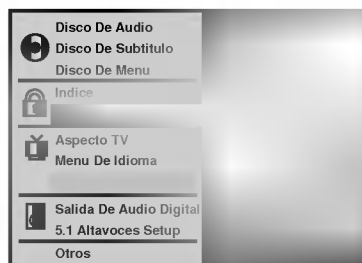 Disco De Audio
Disco De Subtitulo
Disco De Menu
Indice
Aspecto TV
Menu De Idioma
Salida De Audio Digital
5.1 Altavoces Setup
Otros